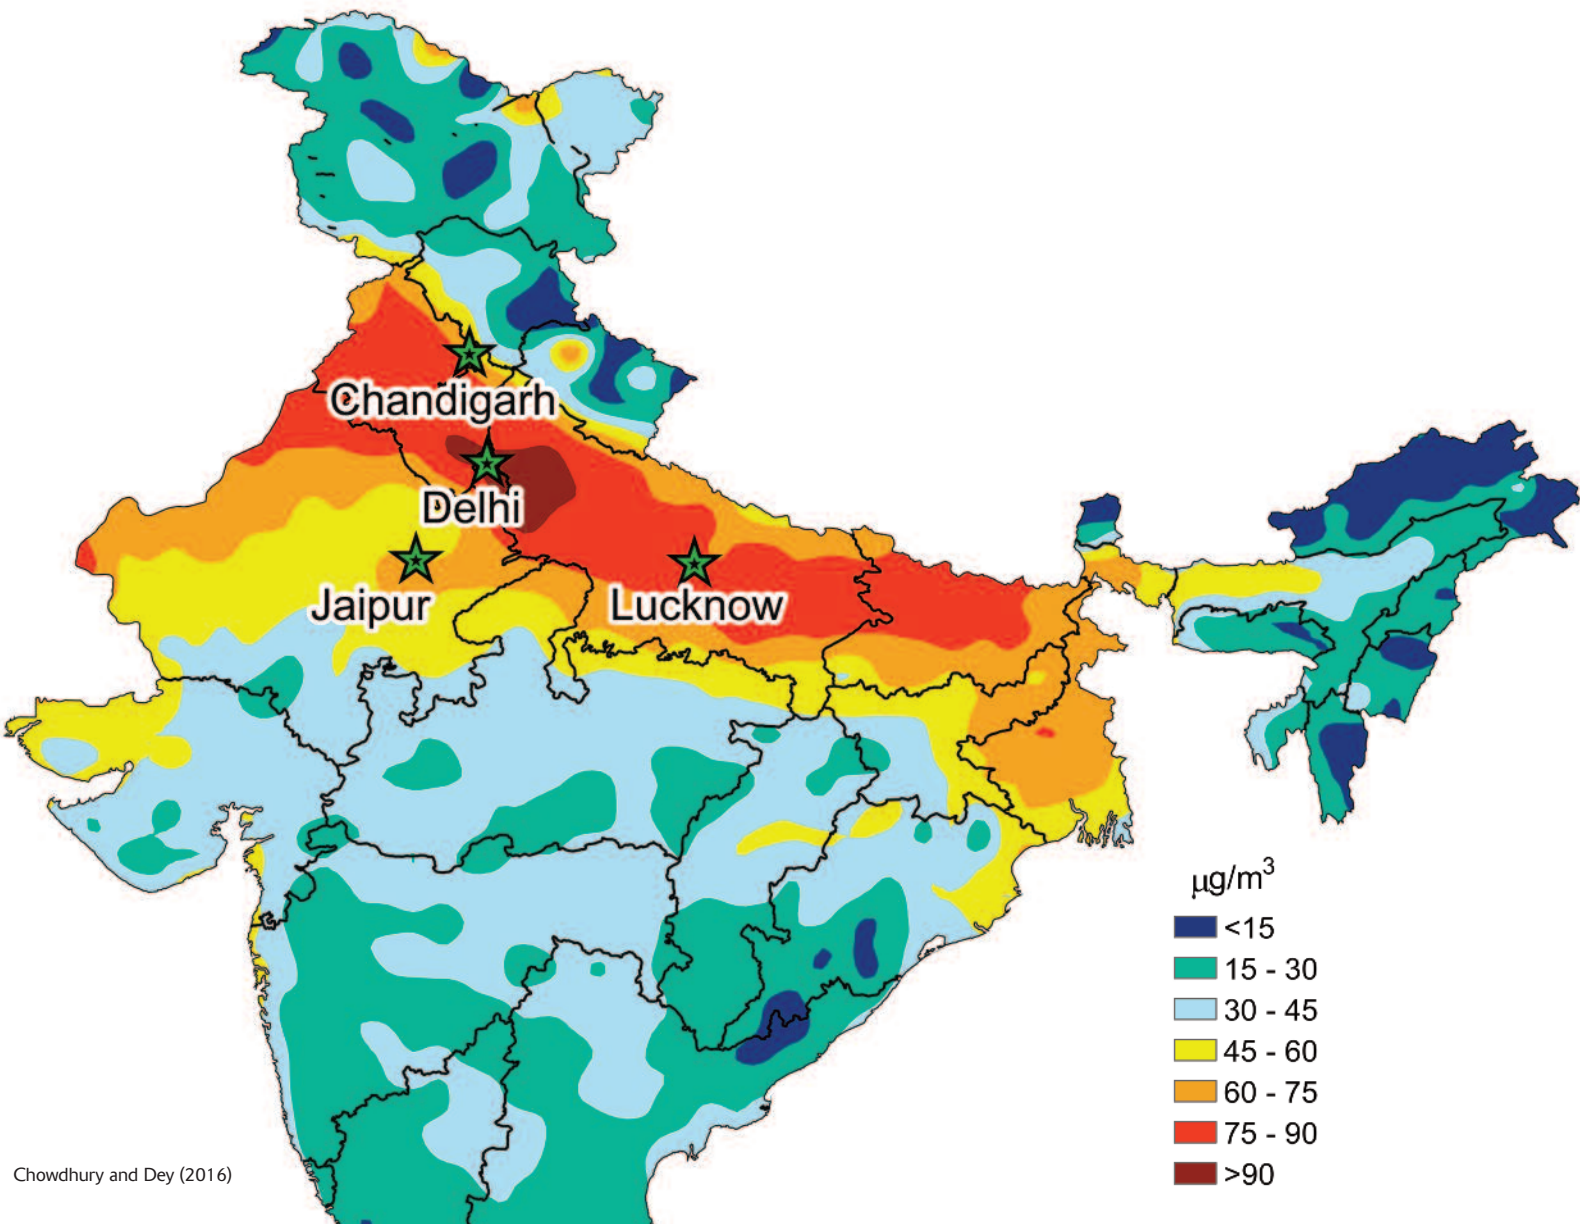 Chandigarh
Delhi
Jaipur
Lucknow
μg/m³
<15
15 - 30
30 - 45
45 - 60
60 - 75
75 - 90
>90
Chowdhury and Dey (2016)